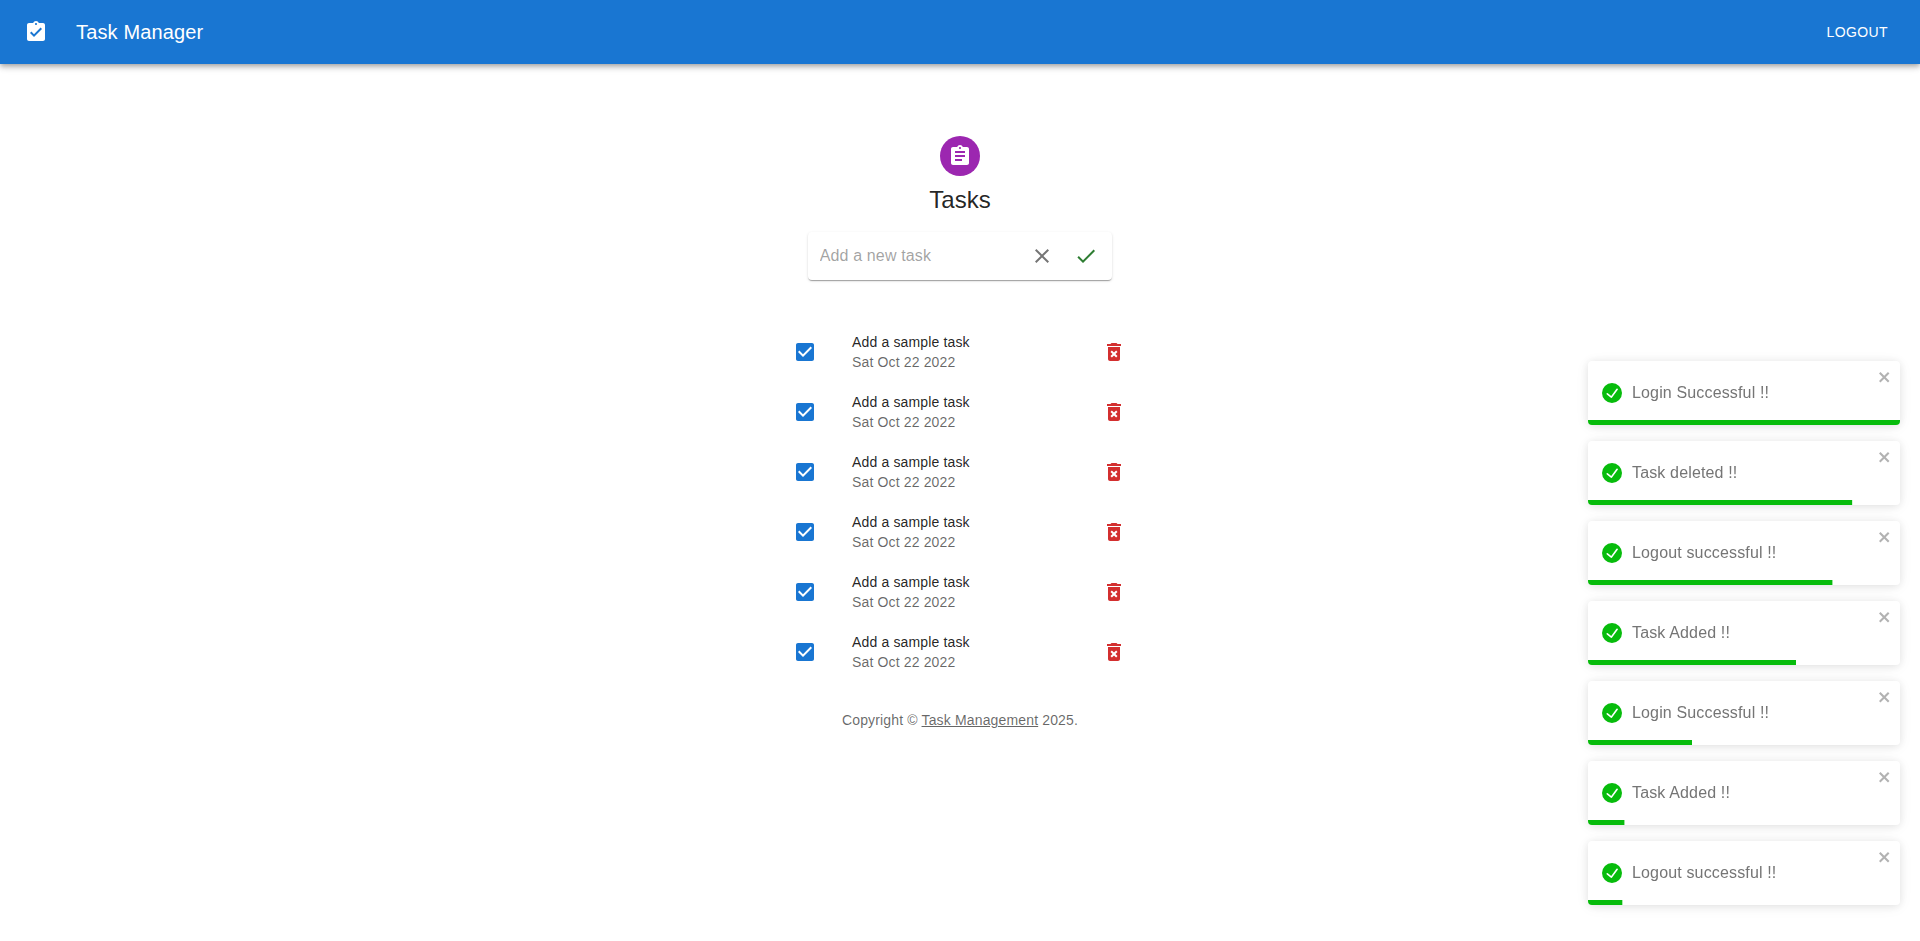 Task Manager
LOGOUT
Tasks
Add a new task
Add a sample task
Sat Oct 22 2022
Add a sample task
Sat Oct 22 2022
Add a sample task
Sat Oct 22 2022
Add a sample task
Sat Oct 22 2022
Add a sample task
Sat Oct 22 2022
Add a sample task
Sat Oct 22 2022
Copyright © Task Management 2025.
Login Successful !!
Task deleted !!
Logout successful !!
Task Added !!
Login Successful !!
Task Added !!
Logout successful !!